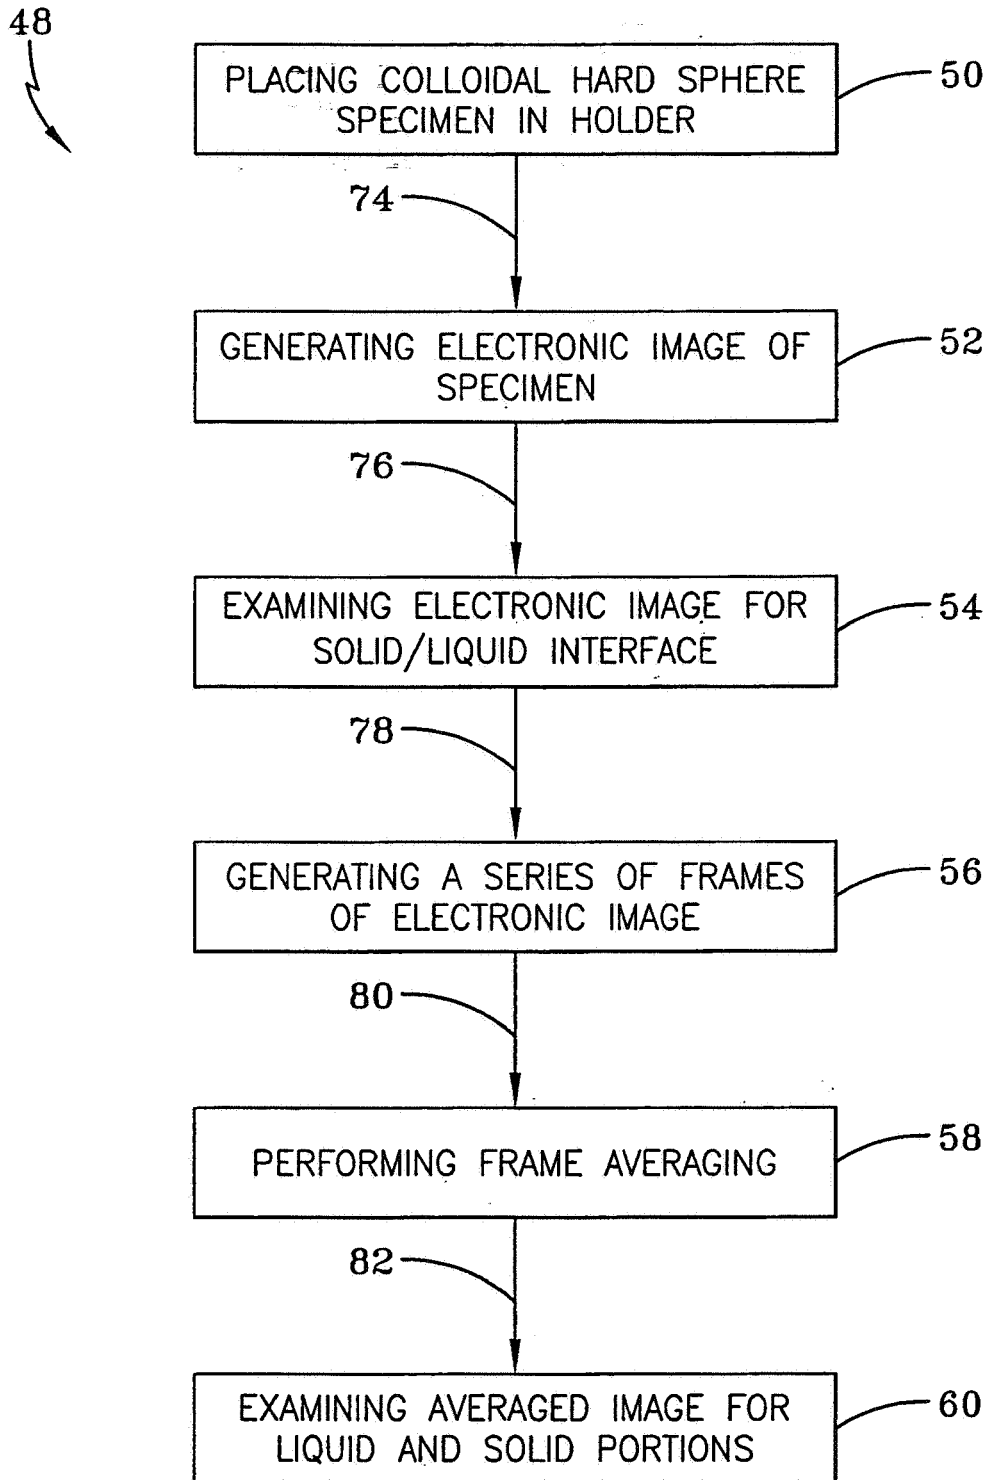 48
PLACING COLLOIDAL HARD SPHERE
SPECIMEN IN HOLDER
50
74
GENERATING ELECTRONIC IMAGE OF
SPECIMEN
52
76
EXAMINING ELECTRONIC IMAGE FOR
SOLID/LIQUID INTERFACE
54
78
GENERATING A SERIES OF FRAMES
OF ELECTRONIC IMAGE
56
80
PERFORMING FRAME AVERAGING
58
82
EXAMINING AVERAGED IMAGE FOR
LIQUID AND SOLID PORTIONS
60